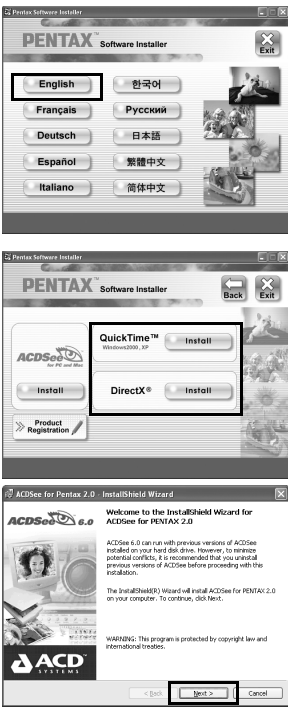 Pentax Software Installer
PENTAX™ Software Installer
Exit
English 한국어
Français Русский
Deutsch 日本語
Español 繁體中文
Italiano 简体中文
Pentax Software Installer
PENTAX™ Software Installer
Back Exit
QuickTime™ Install
Windows2000, XP
ACDSee
for PC and Mac
Install
DirectX® Install
Product
Registration
ACDSee for Pentax 2.0 - InstallShield Wizard
ACDSee 6.0
Welcome to the InstallShield Wizard for
ACDSee for PENTAX 2.0
ACDSee 6.0 can run with previous versions of ACDSee
installed on your hard disk drive. However, to minimize
potential conflicts, it is recommended that you uninstall
previous versions of ACDSee before proceeding with this
installation.
The InstallShield(R) Wizard will install ACDSee for PENTAX 2.0
on your computer. To continue, click Next.
WARNING: This program is protected by copyright law and
international treaties.
ACD
SYSTEMS
< Back Next > Cancel